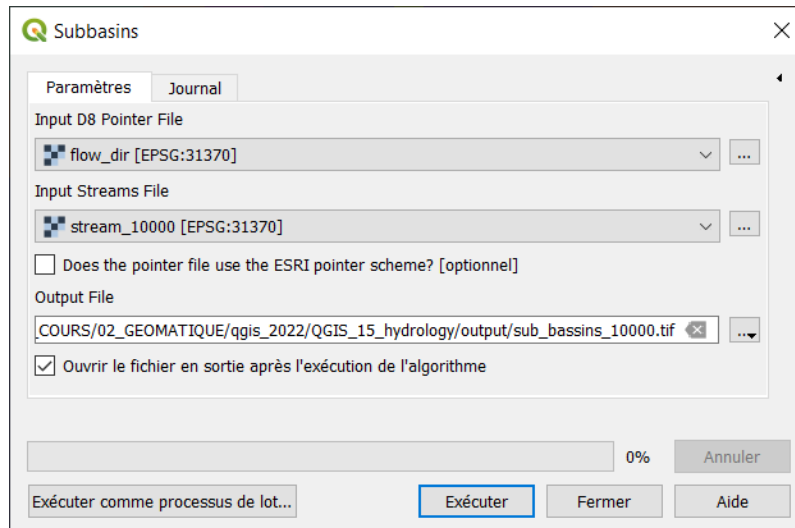 Subbasins
Paramètres Journal
Input D8 Pointer File
flow_dir [EPSG:31370]
...
Input Streams File
stream_10000 [EPSG:31370]
...
Does the pointer file use the ESRI pointer scheme? [optionnel]
Output File
_COURS/02_GEOMATIQUE/qgis_2022/QGIS_15_hydrology/output/sub_bassins_10000.tif
...
Ouvrir le fichier en sortie après l'exécution de l'algorithme
0% Annuler
Exécuter comme processus de lot... Exécuter Fermer Aide